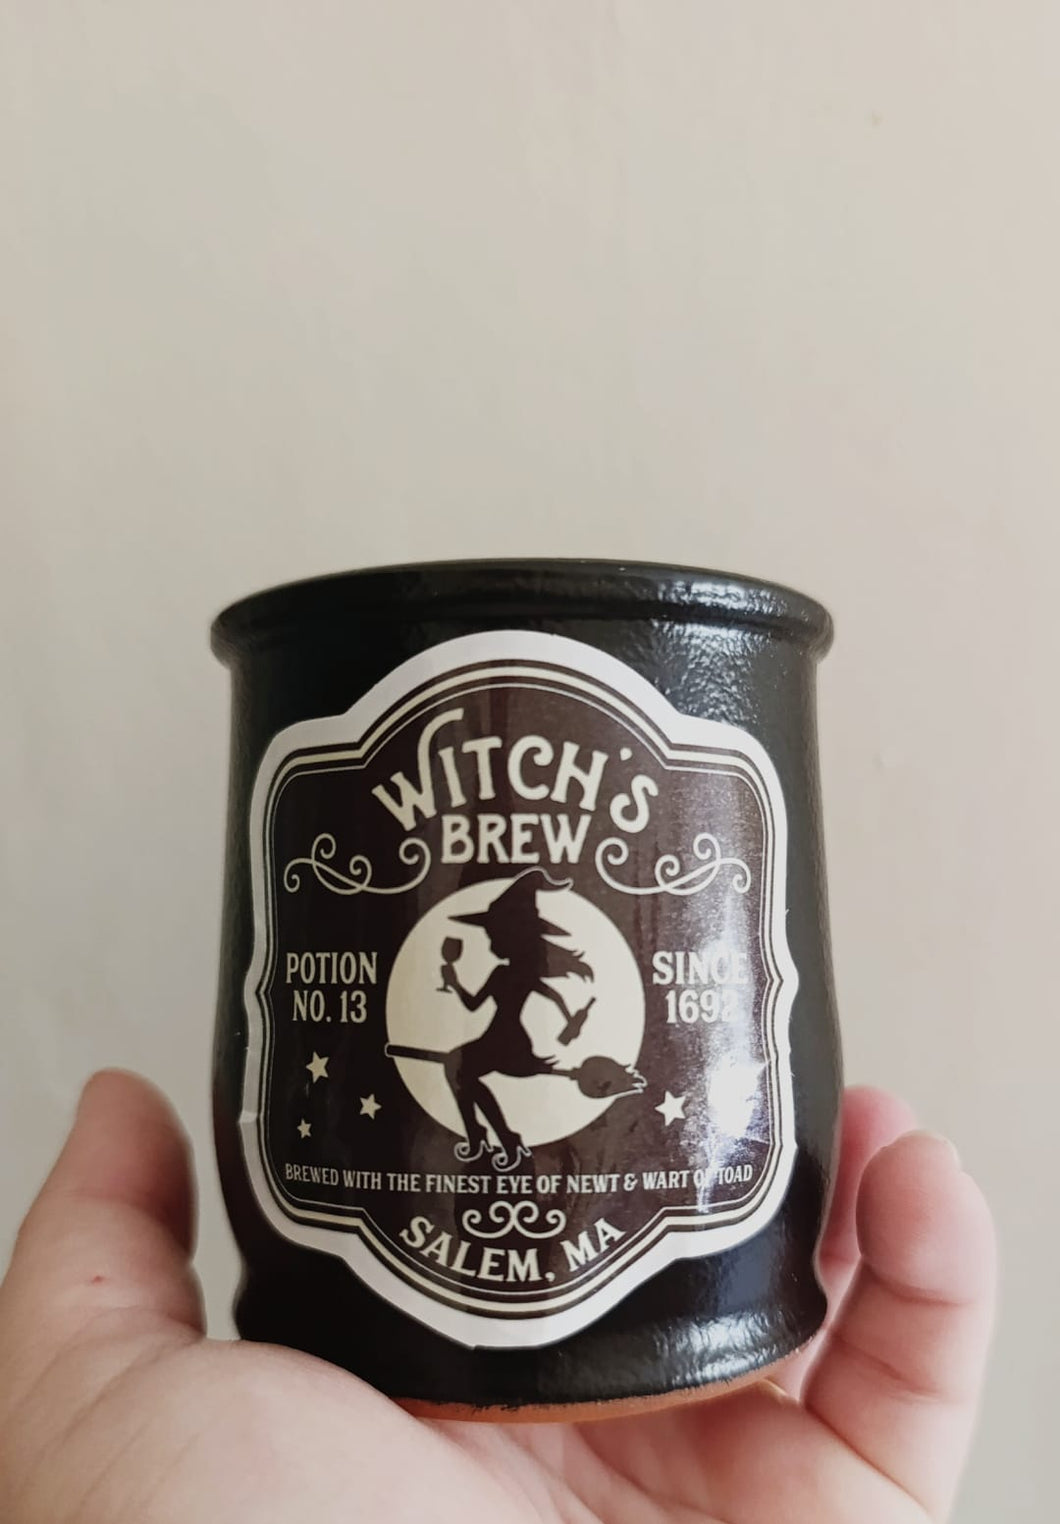 WITCH'S
BREW
POTION
NO. 13
SINCE
1692
BREWED WITH THE FINEST EYE OF NEWT & WART OF TOAD
SALEM, MA